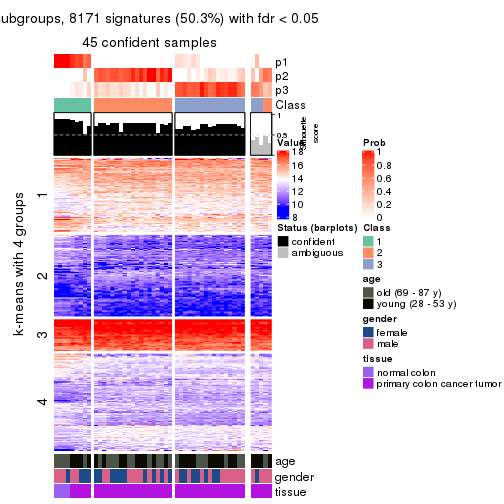 ubgroups, 8171 signatures (50.3%) with fdr < 0.05
45 confident samples
p1
p2
p3
Class
1
0.5
silhouette
score
k-means with 4 groups
1
2
3
4
age
gender
tissue
Value
18
16
14
12
10
8
Status (barplots)
confident
ambiguous
Prob
1
0.8
0.6
0.4
0.2
0
Class
1
2
3
age
old (69 - 87 y)
young (28 - 53 y)
gender
female
male
tissue
normal colon
primary colon cancer tumor